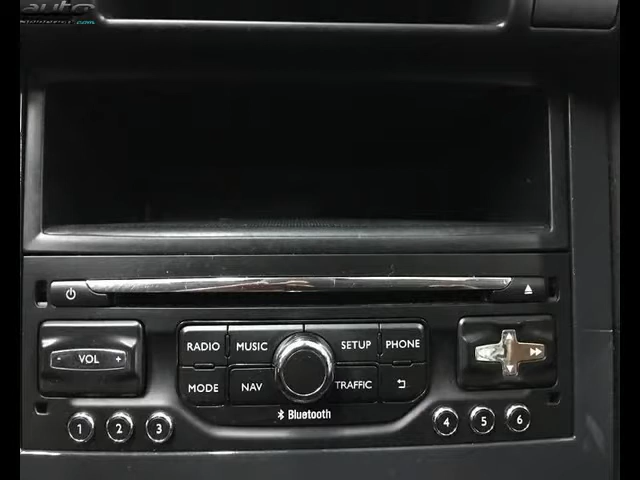 auto
- VOL +
RADIO MUSIC SETUP PHONE
MODE NAV TRAFFIC
Bluetooth
1 2 3 4 5 6